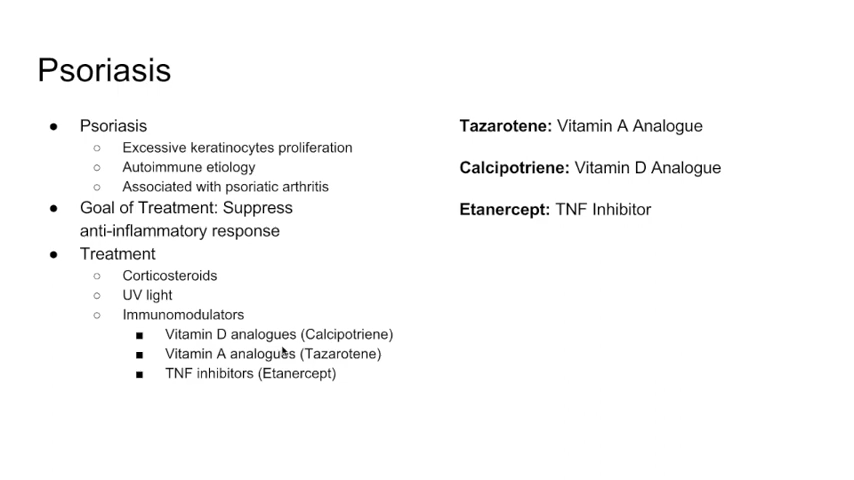 Psoriasis
● Psoriasis
○ Excessive keratinocytes proliferation
○ Autoimmune etiology
○ Associated with psoriatic arthritis
● Goal of Treatment: Suppress
anti-inflammatory response
● Treatment
○ Corticosteroids
○ UV light
○ Immunomodulators
■ Vitamin D analogues (Calcipotriene)
■ Vitamin A analogues (Tazarotene)
■ TNF inhibitors (Etanercept)
Tazarotene: Vitamin A Analogue
Calcipotriene: Vitamin D Analogue
Etanercept: TNF Inhibitor